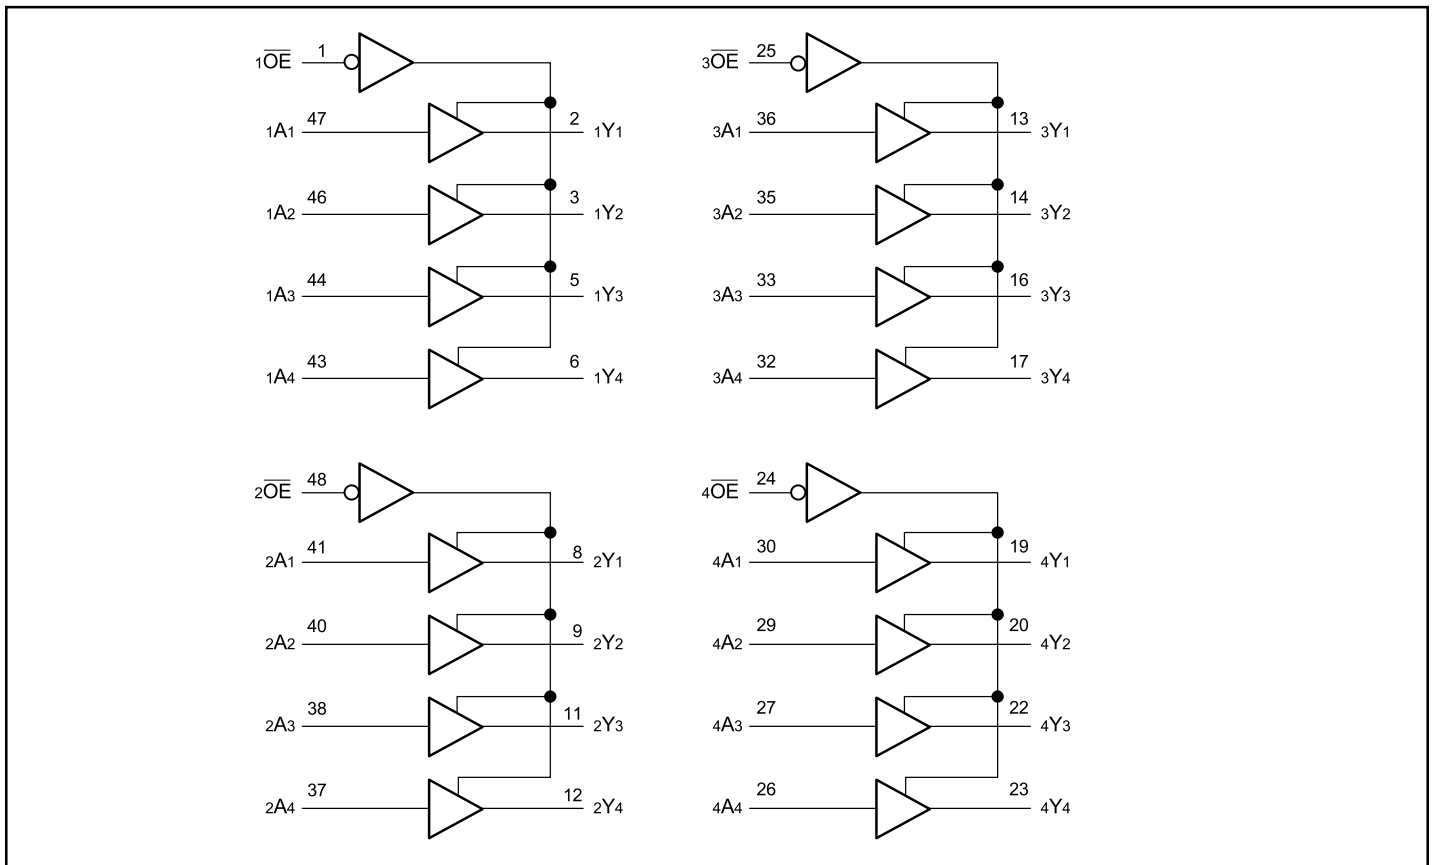 1OE 1
1A1 47 2 1Y1
1A2 46 3 1Y2
1A3 44 5 1Y3
1A4 43 6 1Y4
3OE 25
3A1 36 13 3Y1
3A2 35 14 3Y2
3A3 33 16 3Y3
3A4 32 17 3Y4
2OE 48
2A1 41 8 2Y1
2A2 40 9 2Y2
2A3 38 11 2Y3
2A4 37 12 2Y4
4OE 24
4A1 30 19 4Y1
4A2 29 20 4Y2
4A3 27 22 4Y3
4A4 26 23 4Y4